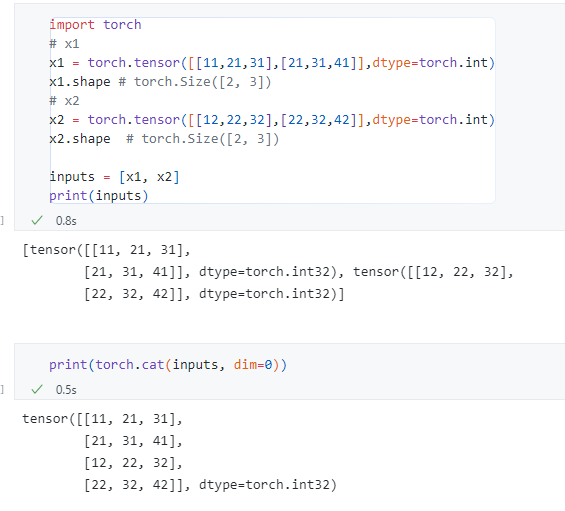 import torch
# x1
x1 = torch.tensor([[11,21,31],[21,31,41]],dtype=torch.int)
x1.shape # torch.Size([2, 3])
# x2
x2 = torch.tensor([[12,22,32],[22,32,42]],dtype=torch.int)
x2.shape  # torch.Size([2, 3])

inputs = [x1, x2]
print(inputs)
] ✓ 0.8s
[tensor([[11, 21, 31],
        [21, 31, 41]], dtype=torch.int32), tensor([[12, 22, 32],
        [22, 32, 42]], dtype=torch.int32)]
print(torch.cat(inputs, dim=0))
] ✓ 0.5s
tensor([[11, 21, 31],
        [21, 31, 41],
        [12, 22, 32],
        [22, 32, 42]], dtype=torch.int32)